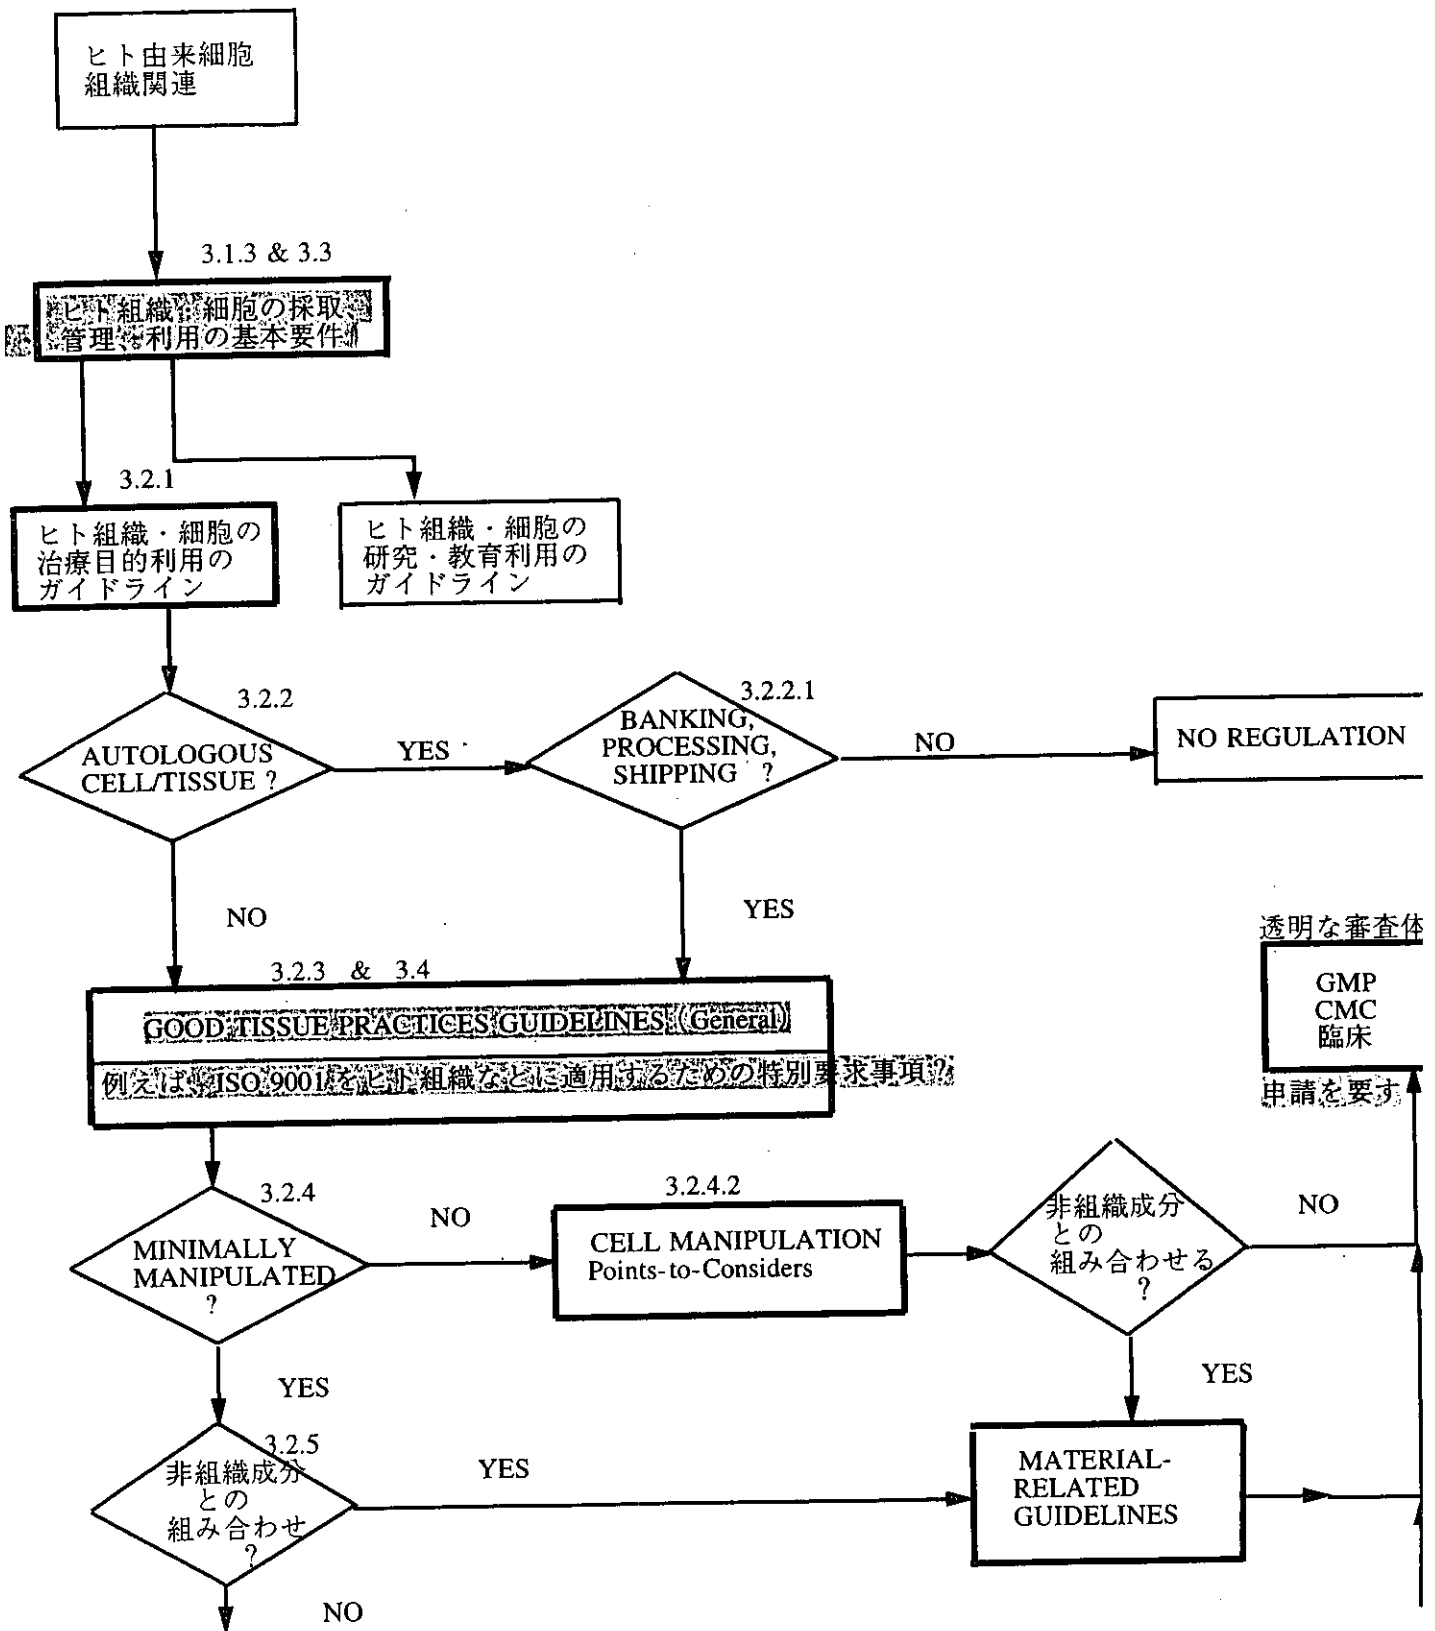 ヒト由来細胞
組織関連
3.1.3 & 3.3
ヒト組織・細胞の採取、
管理、利用の基本要件
3.2.1
ヒト組織・細胞の
治療目的利用の
ガイドライン
ヒト組織・細胞の
研究・教育利用の
ガイドライン
3.2.2
AUTOLOGOUS
CELL/TISSUE ?
YES
3.2.2.1
BANKING,
PROCESSING,
SHIPPING ?
NO
NO REGULATION
NO
YES
透明な審査体
GMP
CMC
臨床
申請を要す
3.2.3 & 3.4
GOOD TISSUE PRACTICES GUIDELINES (General)
例えば、ISO 9001をヒト組織などに適用するための特別要求事項?
3.2.4
MINIMALLY
MANIPULATED
?
NO
3.2.4.2
CELL MANIPULATION
Points-to-Considers
非組織成分
との
組み合わせる
?
NO
YES
YES
3.2.5
非組織成分
との
組み合わせ
?
YES
MATERIAL-
RELATED
GUIDELINES
NO